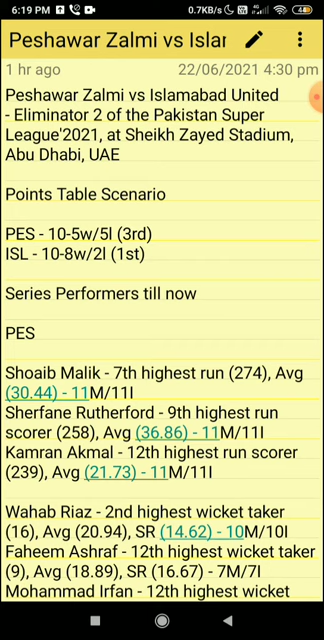 6:19 PM
0.7KB/s
4G
44
Peshawar Zalmi vs Islar
1 hr ago
22/06/2021 4:30 pm
Peshawar Zalmi vs Islamabad United
- Eliminator 2 of the Pakistan Super
League'2021, at Sheikh Zayed Stadium,
Abu Dhabi, UAE
Points Table Scenario
PES - 10-5w/5l (3rd)
ISL - 10-8w/2l (1st)
Series Performers till now
PES
Shoaib Malik - 7th highest run (274), Avg
(30.44) - 11M/11I
Sherfane Rutherford - 9th highest run
scorer (258), Avg (36.86) - 11M/11I
Kamran Akmal - 12th highest run scorer
(239), Avg (21.73) - 11M/11I
Wahab Riaz - 2nd highest wicket taker
(16), Avg (20.94), SR (14.62) - 10M/10I
Faheem Ashraf - 12th highest wicket taker
(9), Avg (18.89), SR (16.67) - 7M/7I
Mohammad Irfan - 12th highest wicket